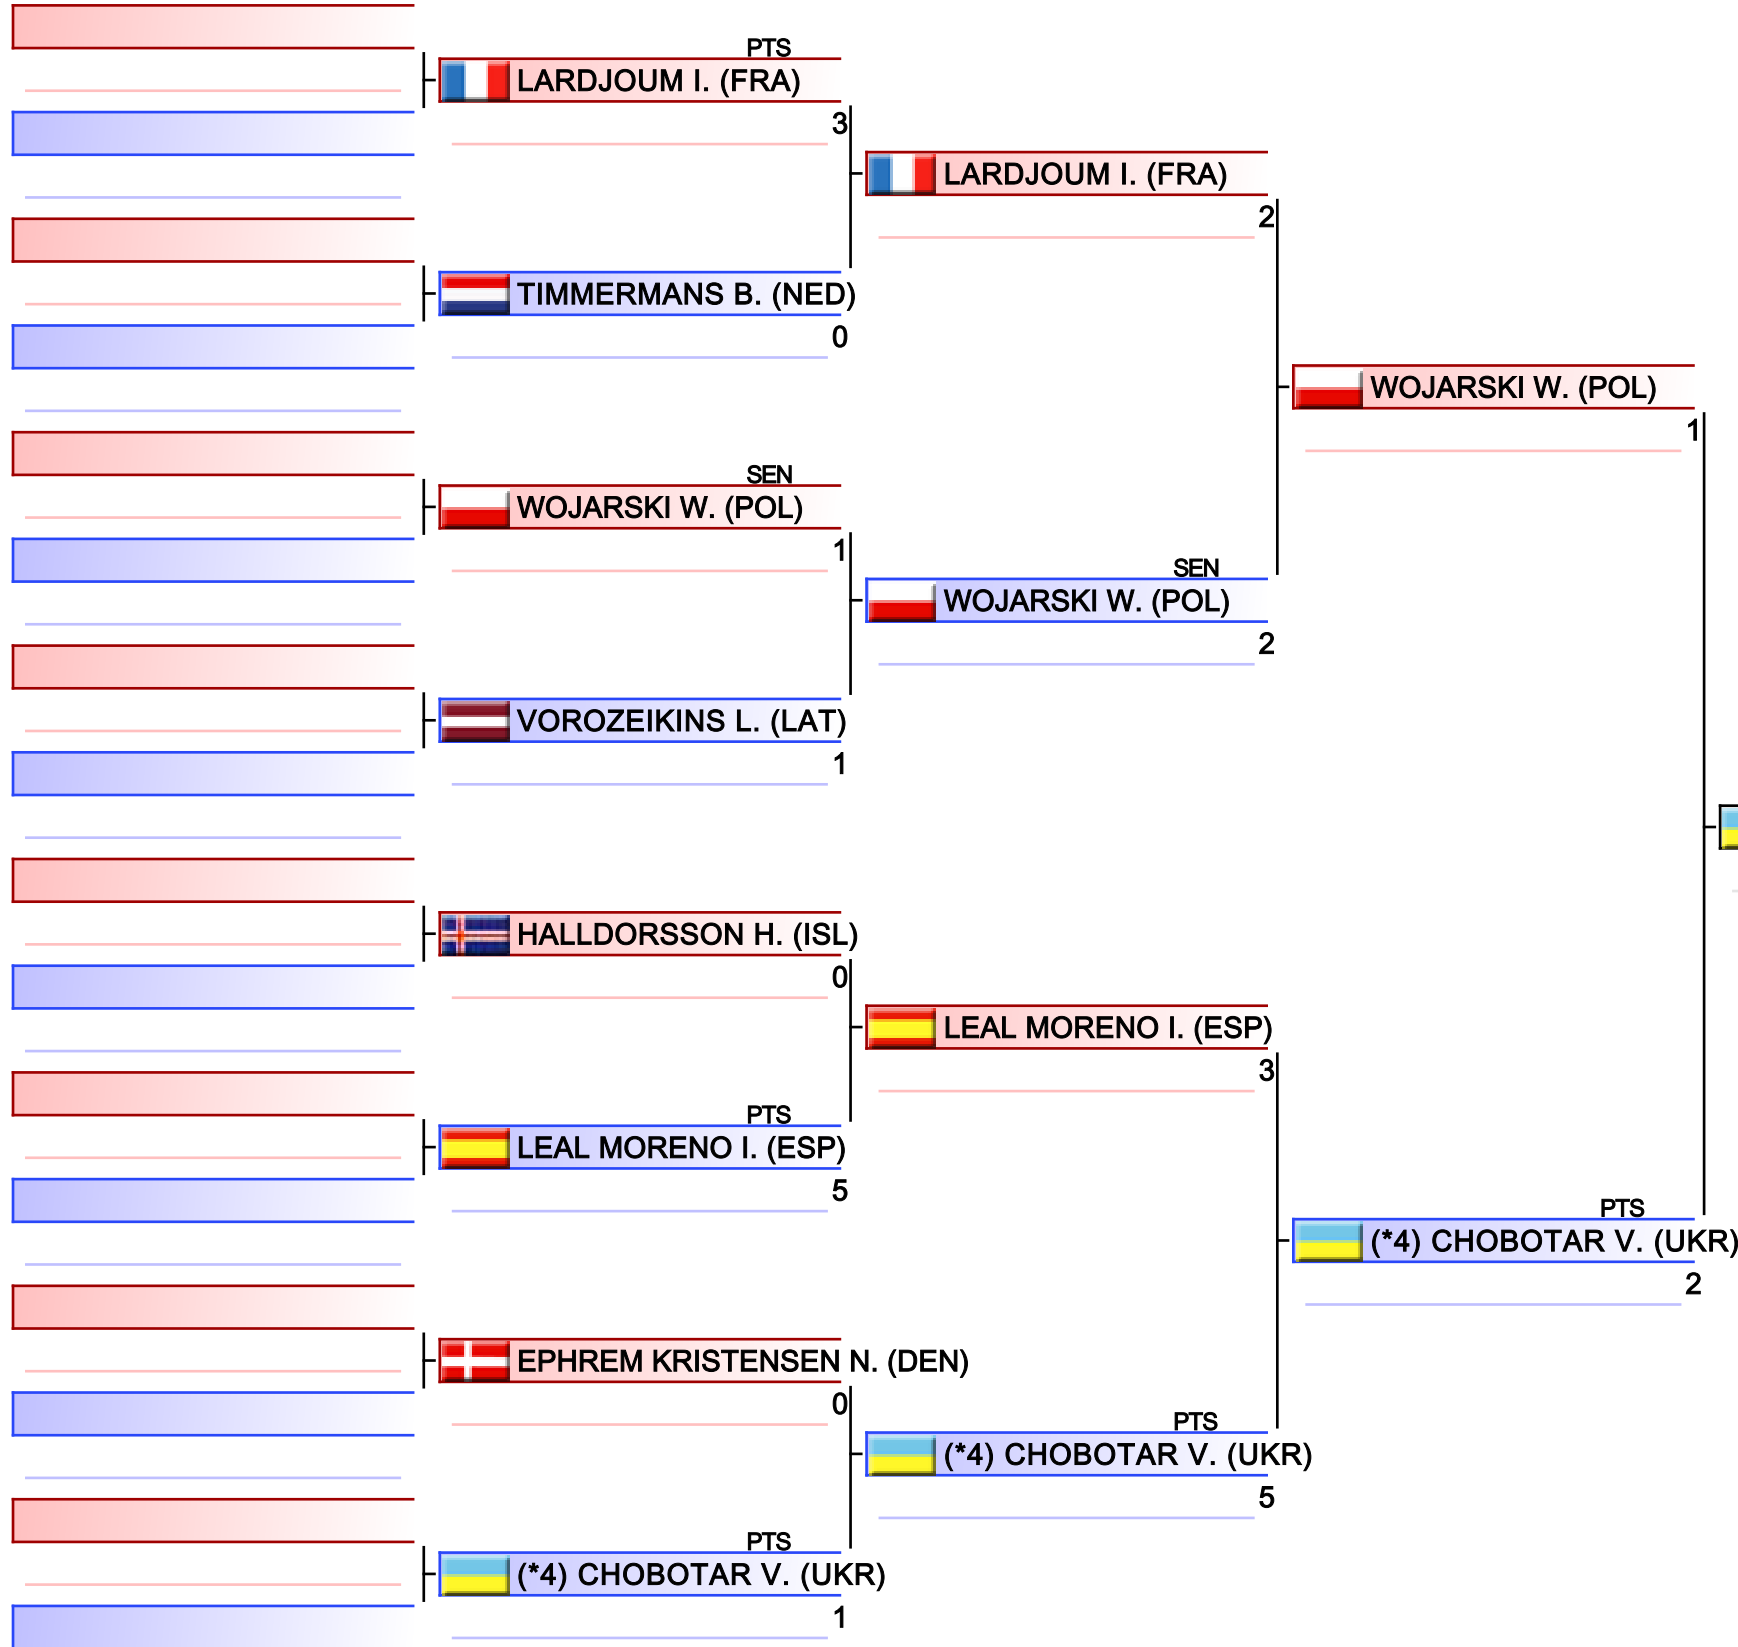 PTS
LARDJOUM I. (FRA)
3
LARDJOUM I. (FRA)
2
TIMMERMANS B. (NED)
0
WOJARSKI W. (POL)
1
SEN
WOJARSKI W. (POL)
1
SEN
WOJARSKI W. (POL)
2
VOROZEIKINS L. (LAT)
1
HALLDORSSON H. (ISL)
0
LEAL MORENO I. (ESP)
3
PTS
LEAL MORENO I. (ESP)
5
PTS
(*4) CHOBOTAR V. (UKR)
2
EPHREM KRISTENSEN N. (DEN)
0
PTS
(*4) CHOBOTAR V. (UKR)
5
PTS
(*4) CHOBOTAR V. (UKR)
1